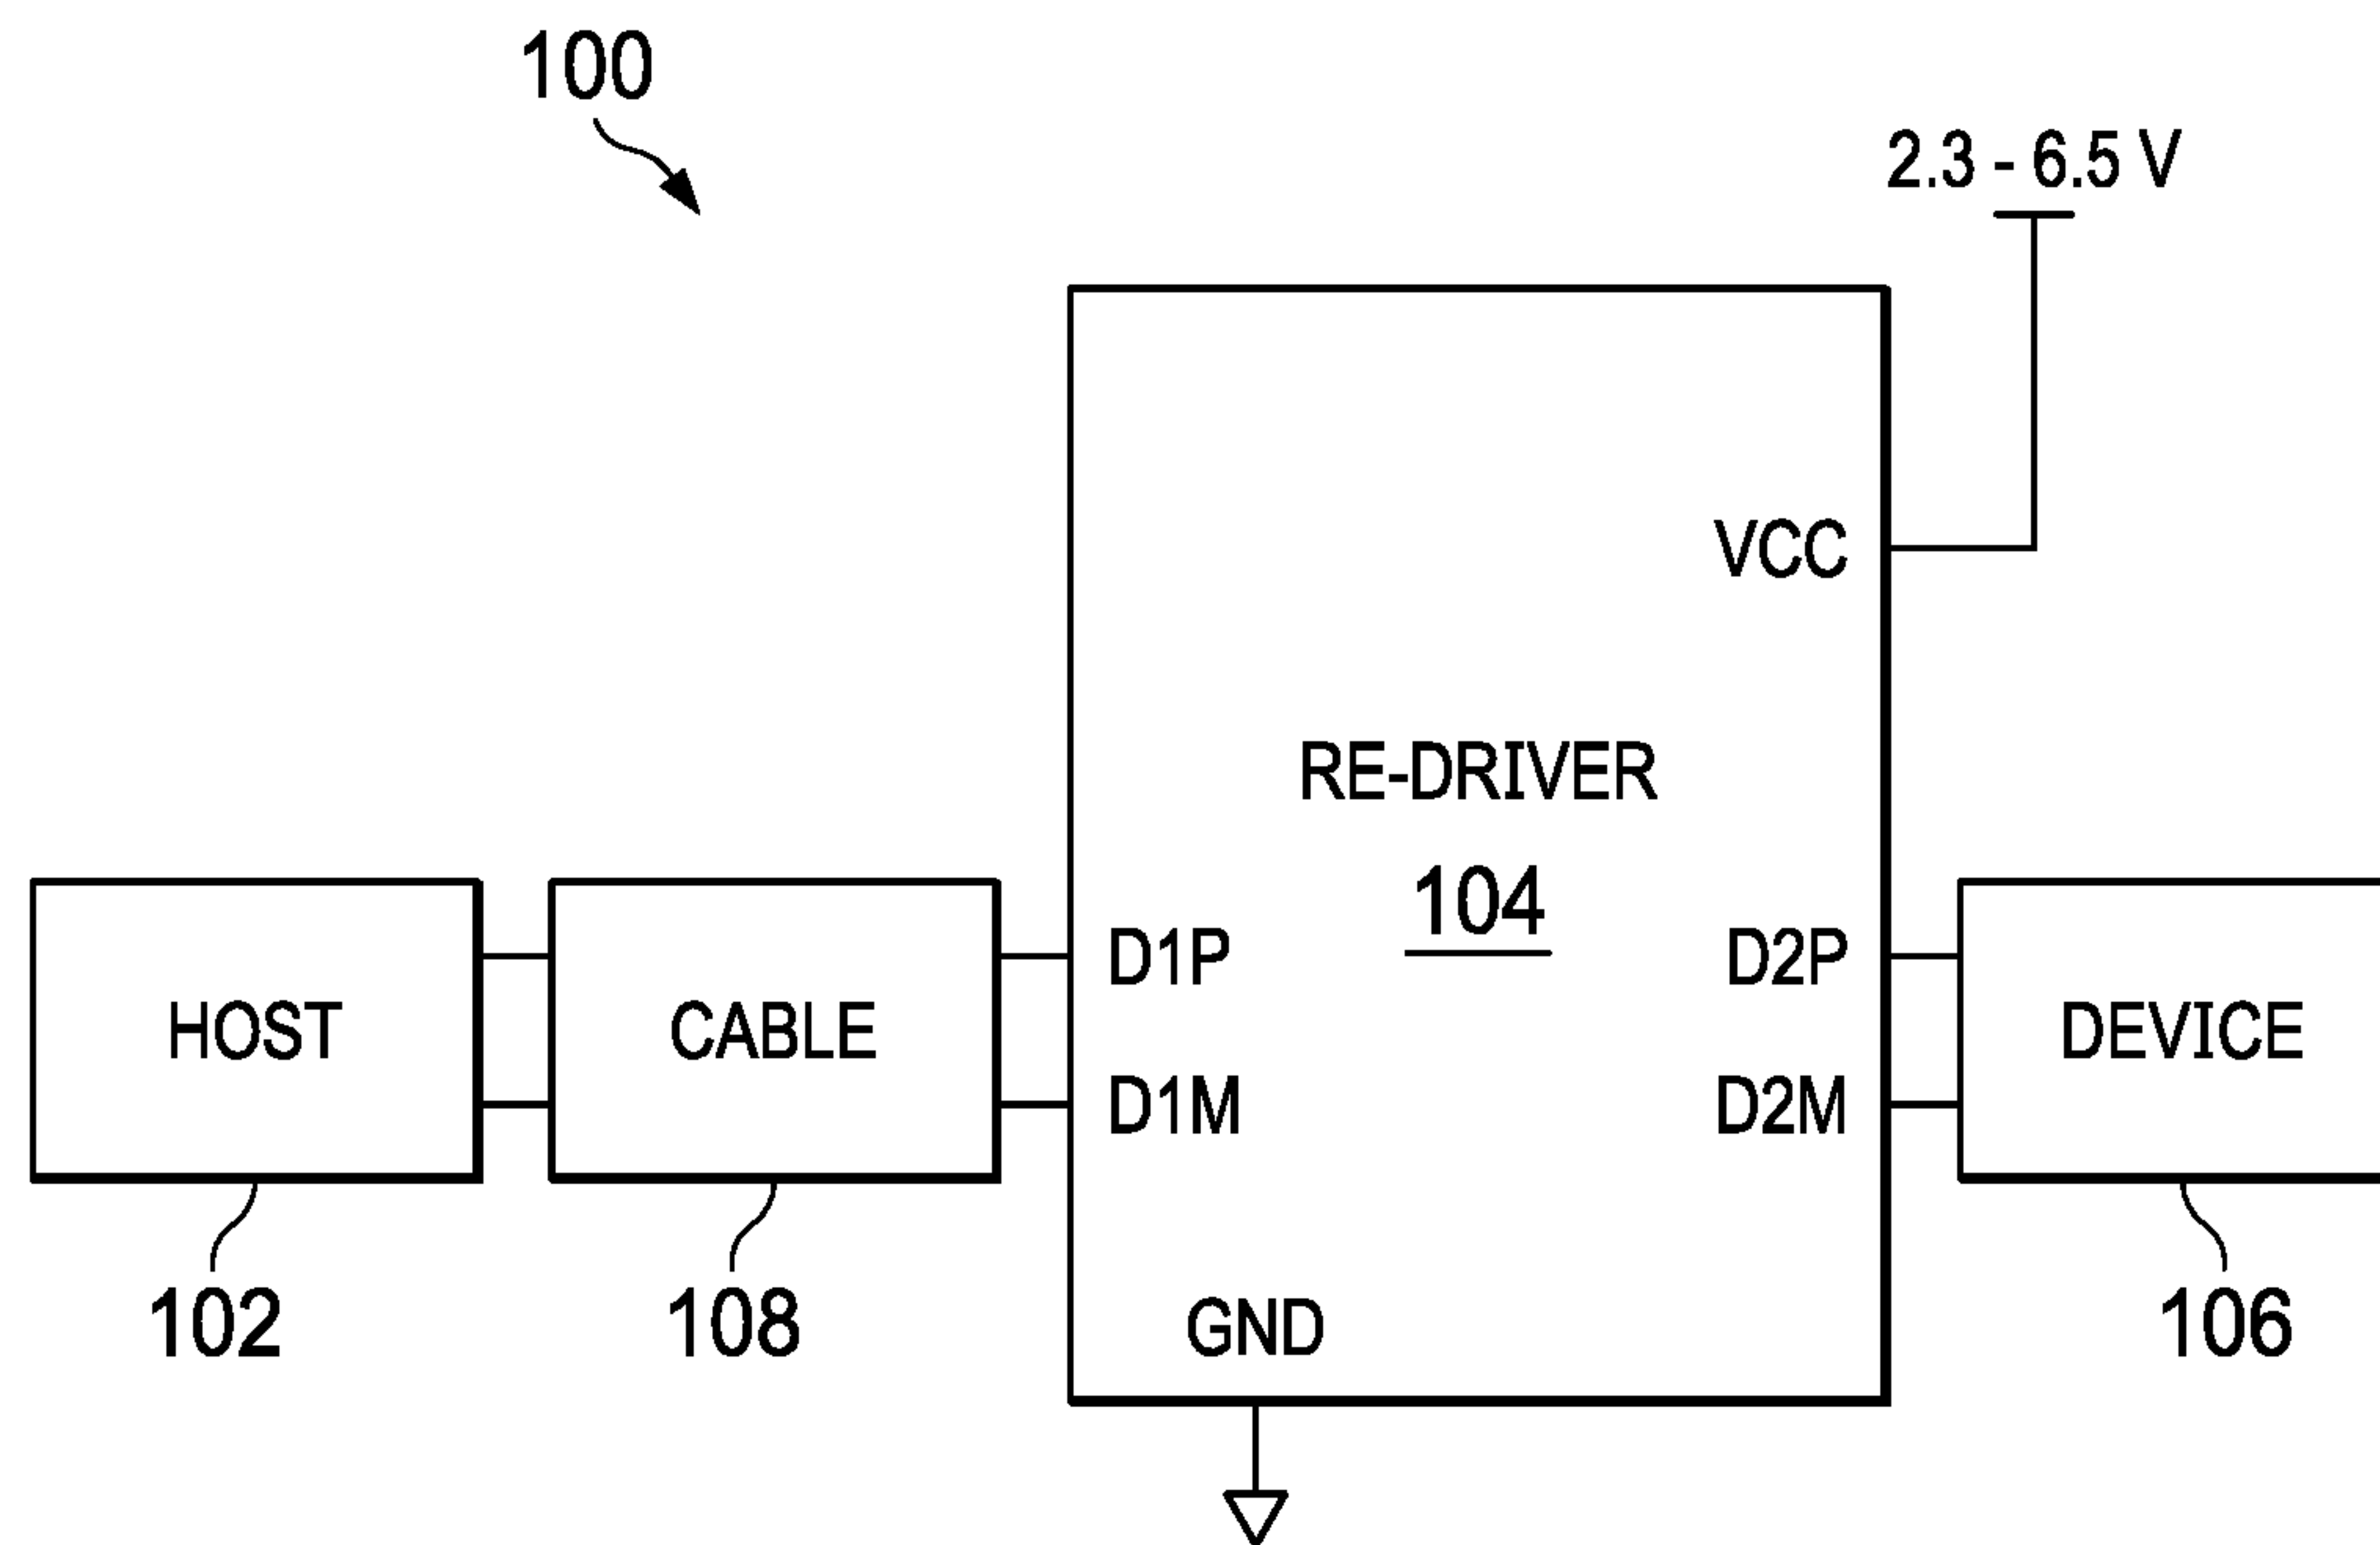 100
2.3 - 6.5 V
VCC
RE-DRIVER
104
D1P
D2P
HOST
CABLE
DEVICE
D1M
D2M
102
108
GND
106